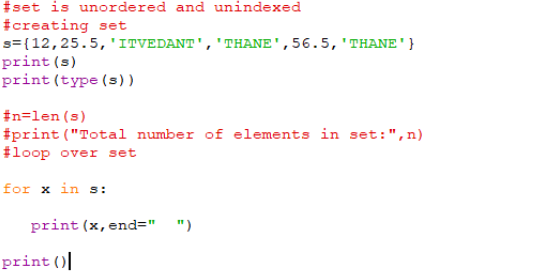 #set is unordered and unindexed
#creating set
s={12,25.5,'ITVEDANT','THANE',56.5,'THANE'}
print(s)
print(type(s))
#n=len(s)
#print("Total number of elements in set:",n)
#loop over set
for x in s:
print(x,end="  ")
print()